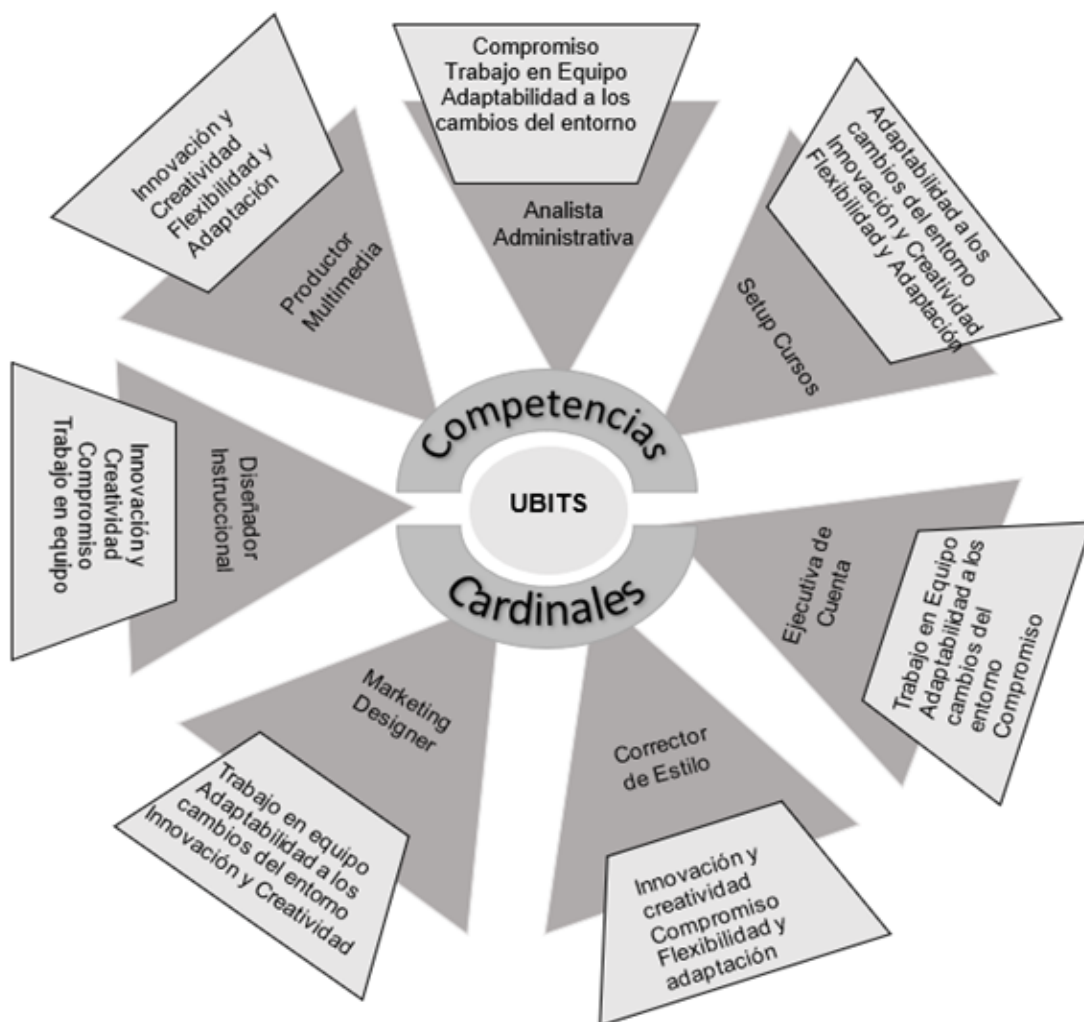 Compromiso
Trabajo en Equipo
Adaptabilidad a los
cambios del entorno
Analista
Administrativa
Adaptabilidad a los
cambios del entorno
Innovación y Creatividad
Flexibilidad y Adaptación
Setup Cursos
Trabajo en Equipo
Adaptabilidad a los
cambios del
entorno
Compromiso
Ejecutiva de
Cuenta
Innovación y
creatividad
Compromiso
Flexibilidad y
adaptación
Corrector
de Estilo
Trabajo en equipo
Adaptabilidad a los
cambios del entorno
Innovación y Creatividad
Marketing
Designer
Innovación y
Creatividad
Compromiso
Trabajo en equipo
Diseñador
Instruccional
Innovación y
Creatividad
Flexibilidad y
Adaptación
Productor
Multimedia
Competencias
UBITS
Cardinales